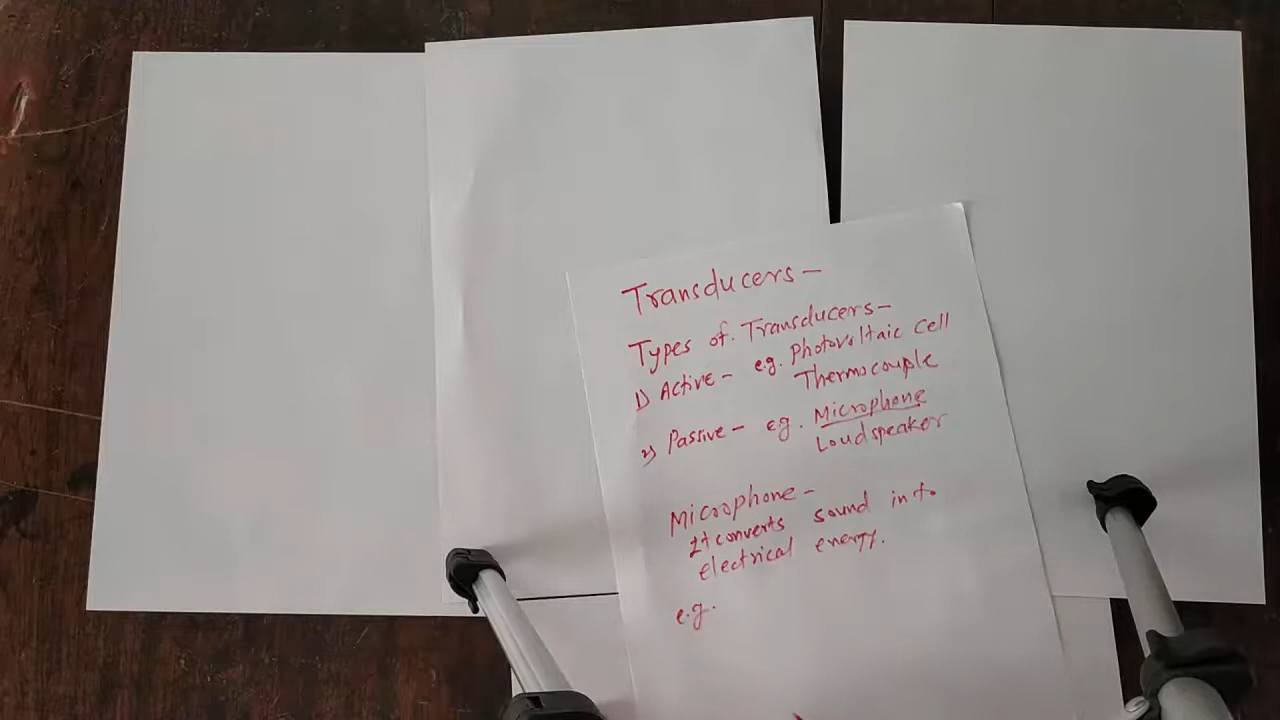 Transducers -
Types of Transducers -
1) Active - e.g. Photovoltaic Cell
Thermocouple
2) Passive - eg. Microphone
Loudspeaker
Microphone -
It converts sound into
electrical energy.
e.g.